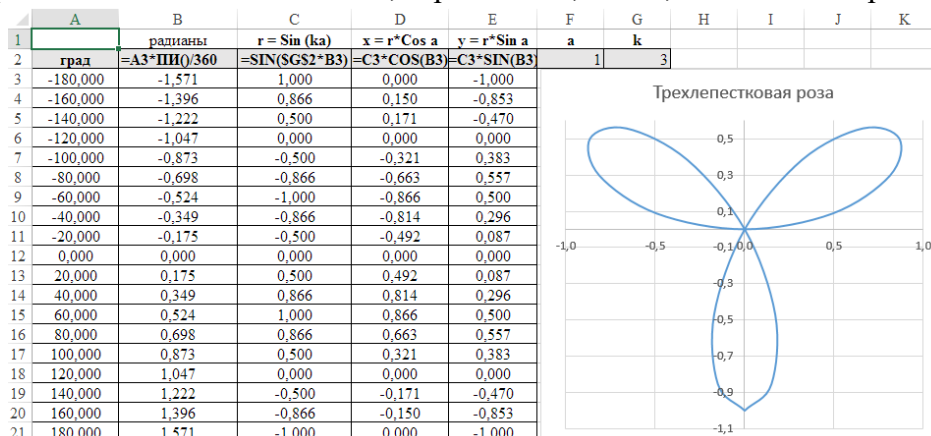 A B C D E F G H I J K
1 радианы r = Sin (ka) x = r*Cos a y = r*Sin a a k
2 град =A3*ПИ()/360 =SIN($G$2*B3) =C3*COS(B3) =C3*SIN(B3) 1 3
3 -180,000 -1,571 1,000 0,000 -1,000
4 -160,000 -1,396 0,866 0,150 -0,853
5 -140,000 -1,222 0,500 0,171 -0,470
6 -120,000 -1,047 0,000 0,000 0,000
7 -100,000 -0,873 -0,500 -0,321 0,383
8 -80,000 -0,698 -0,866 -0,663 0,557
9 -60,000 -0,524 -1,000 -0,866 0,500
10 -40,000 -0,349 -0,866 -0,814 0,296
11 -20,000 -0,175 -0,500 -0,492 0,087
12 0,000 0,000 0,000 0,000 0,000
13 20,000 0,175 0,500 0,492 0,087
14 40,000 0,349 0,866 0,814 0,296
15 60,000 0,524 1,000 0,866 0,500
16 80,000 0,698 0,866 0,663 0,557
17 100,000 0,873 0,500 0,321 0,383
18 120,000 1,047 0,000 0,000 0,000
19 140,000 1,222 -0,500 -0,171 -0,470
20 160,000 1,396 -0,866 -0,150 -0,853
21 180,000 1,571 -1,000 0,000 -1,000
Трехлепестковая роза
0,5
0,3
0,1
-1,0 -0,5 -0,1 0,0 0,5 1,0
-0,3
-0,5
-0,7
-0,9
-1,1